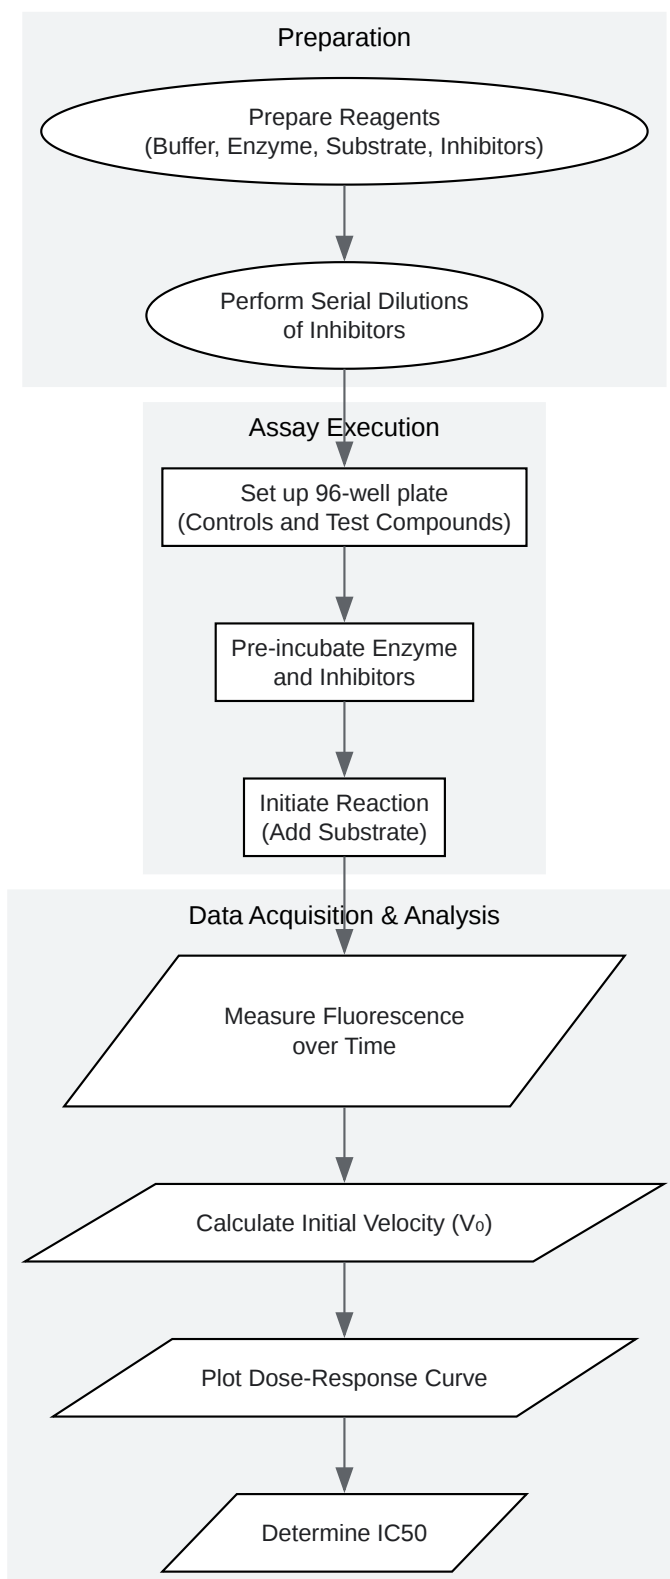 Preparation
Prepare Reagents
(Buffer, Enzyme, Substrate, Inhibitors)
Perform Serial Dilutions
of Inhibitors
Assay Execution
Set up 96-well plate
(Controls and Test Compounds)
Pre-incubate Enzyme
and Inhibitors
Initiate Reaction
(Add Substrate)
Data Acquisition & Analysis
Measure Fluorescence
over Time
Calculate Initial Velocity (V₀)
Plot Dose-Response Curve
Determine IC50